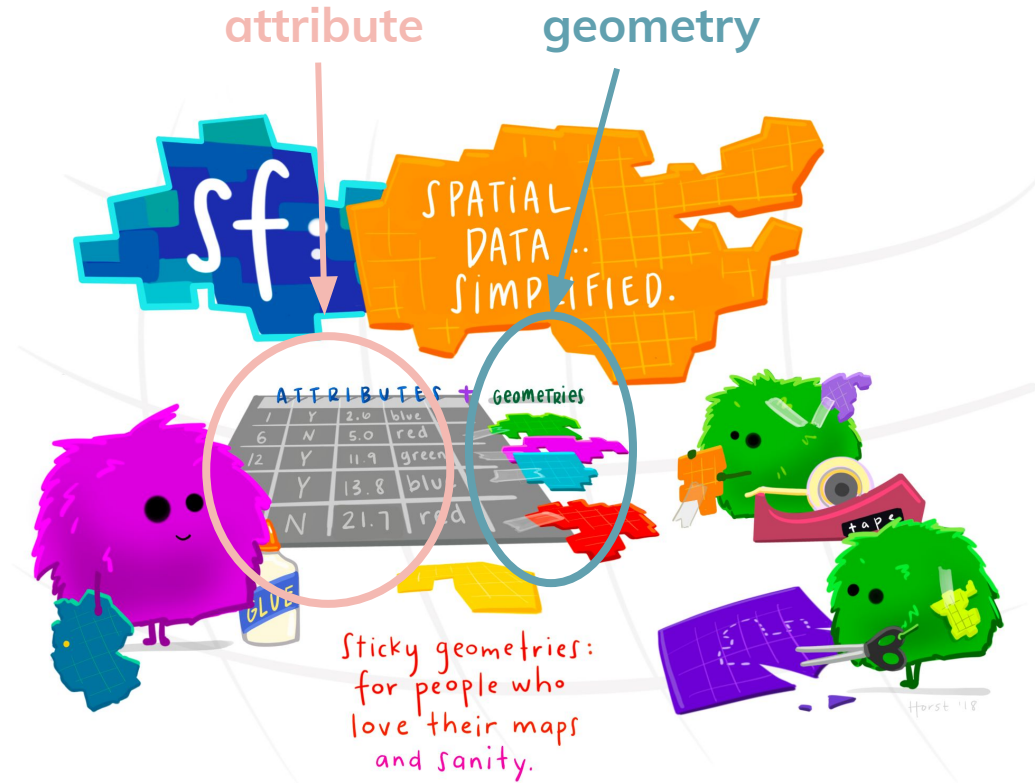 attribute geometry
sf:
SPATIAL
DATA ..
SIMPLIFIED.
ATTRIBUTES + GEOMETRIES
1 Y 2.6 blue
6 N 5.0 red
12 Y 11.9 green
Y 13.8 blue
N 21.7 red
tape
GLUE
Sticky geometries:
for people who
love their maps
and sanity.
Horst '18